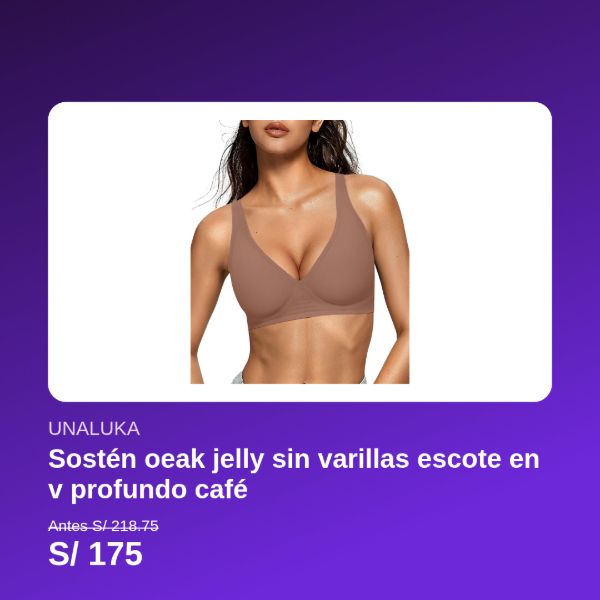 UNALUKA
Sostén oeak jelly sin varillas escote en
v profundo café
Antes S/ 218.75
S/ 175